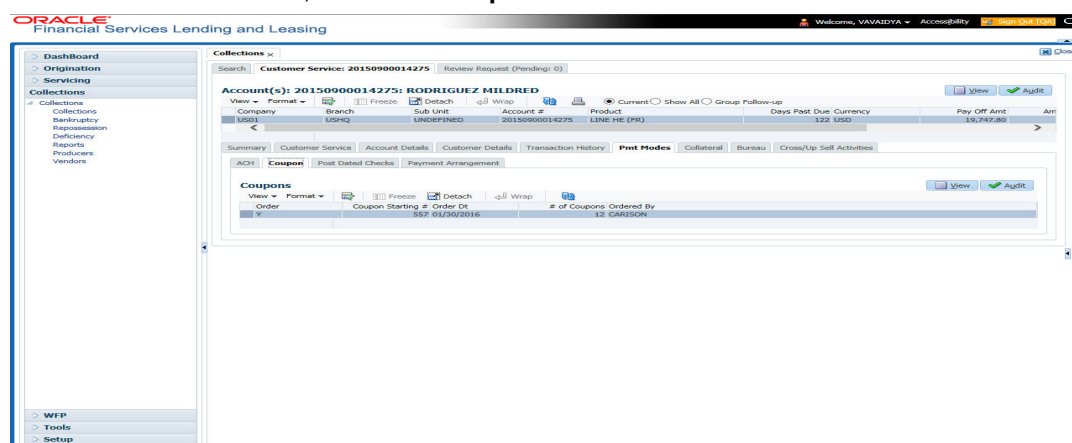 ORACLE
Financial Services Lending and Leasing
Welcome, VAVAIDYA Accessibility Sign Out [QA]
Close
DashBoard
Origination
Servicing
Collections
Collections
Collections
Bankruptcy
Repossession
Deficiency
Reports
Producers
Vendors
WFP
Tools
Setup
Collections ×
Search Customer Service: 20150900014275 Review Request (Pending: 0)
Account(s): 20150900014275: RODRIGUEZ MILDRED
View Audit
View Format Freeze Detach Wrap Current Show All Group Follow-up
Company Branch Sub Unit Account # Product Days Past Due Currency Pay Off Amt Am
US01 USHQ UNDEFINED 20150900014275 LINE HE (FR) 122 USD 19,747.80
Summary Customer Service Account Details Customer Details Transaction History Pmt Modes Collateral Bureau Cross/Up Sell Activities
ACH Coupon Post Dated Checks Payment Arrangement
Coupons
View Audit
View Format Freeze Detach Wrap
Order Coupon Starting # Order Dt # of Coupons Ordered By
Y 557 01/30/2016 12 CARISON